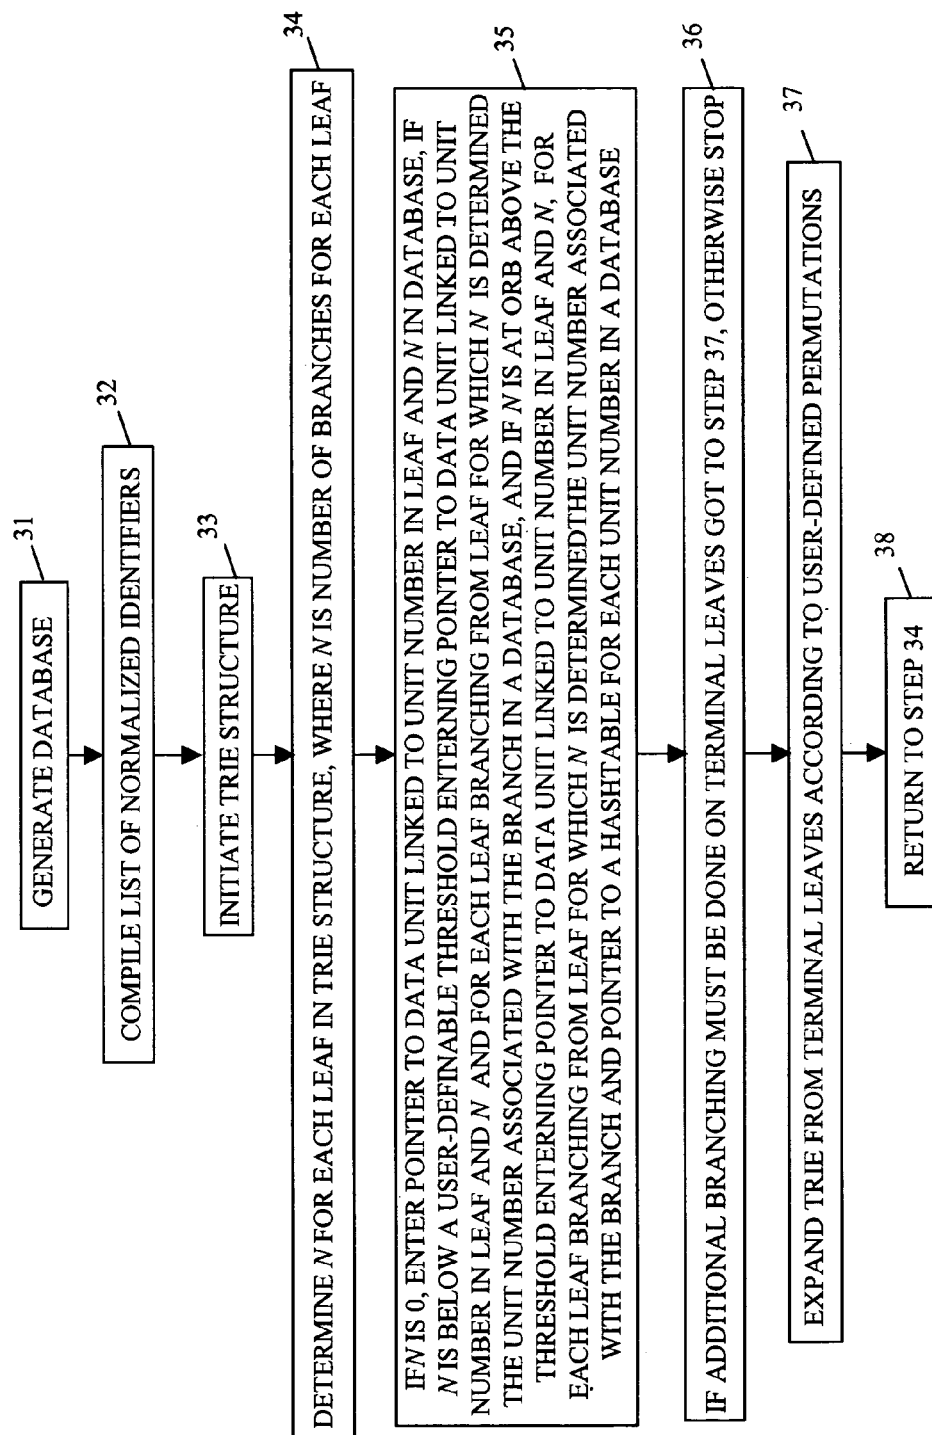 31
GENERATE DATABASE
32
COMPILE LIST OF NORMALIZED IDENTIFIERS
33
INITIATE TRIE STRUCTURE
34
DETERMINE N FOR EACH LEAF IN TRIE STRUCTURE, WHERE N IS NUMBER OF BRANCHES FOR EACH LEAF
35
IF N IS 0, ENTER POINTER TO DATA UNIT LINKED TO UNIT NUMBER IN LEAF AND N IN DATABASE, IF
N IS BELOW A USER-DEFINABLE THRESHOLD ENTERNING POINTER TO DATA UNIT LINKED TO UNIT
NUMBER IN LEAF AND N AND FOR EACH LEAF BRANCHING FROM LEAF FOR WHICH N IS DETERMINED
THE UNIT NUMBER ASSOCIATED WITH THE BRANCH IN A DATABASE, AND IF N IS AT ORB ABOVE THE
THRESHOLD ENTERNING POINTER TO DATA UNIT LINKED TO UNIT NUMBER IN LEAF AND N, FOR
EACH LEAF BRANCHING FROM LEAF FOR WHICH N IS DETERMINEDTHE UNIT NUMBER ASSOCIATED
WITH THE BRANCH AND POINTER TO A HASHTABLE FOR EACH UNIT NUMBER IN A DATABASE
36
IF ADDITIONAL BRANCHING MUST BE DONE ON TERMINAL LEAVES GOT TO STEP 37, OTHERWISE STOP
37
EXPAND TRIE FROM TERMINAL LEAVES ACCORDING TO USER-DEFINED PERMUTATIONS
38
RETURN TO STEP 34